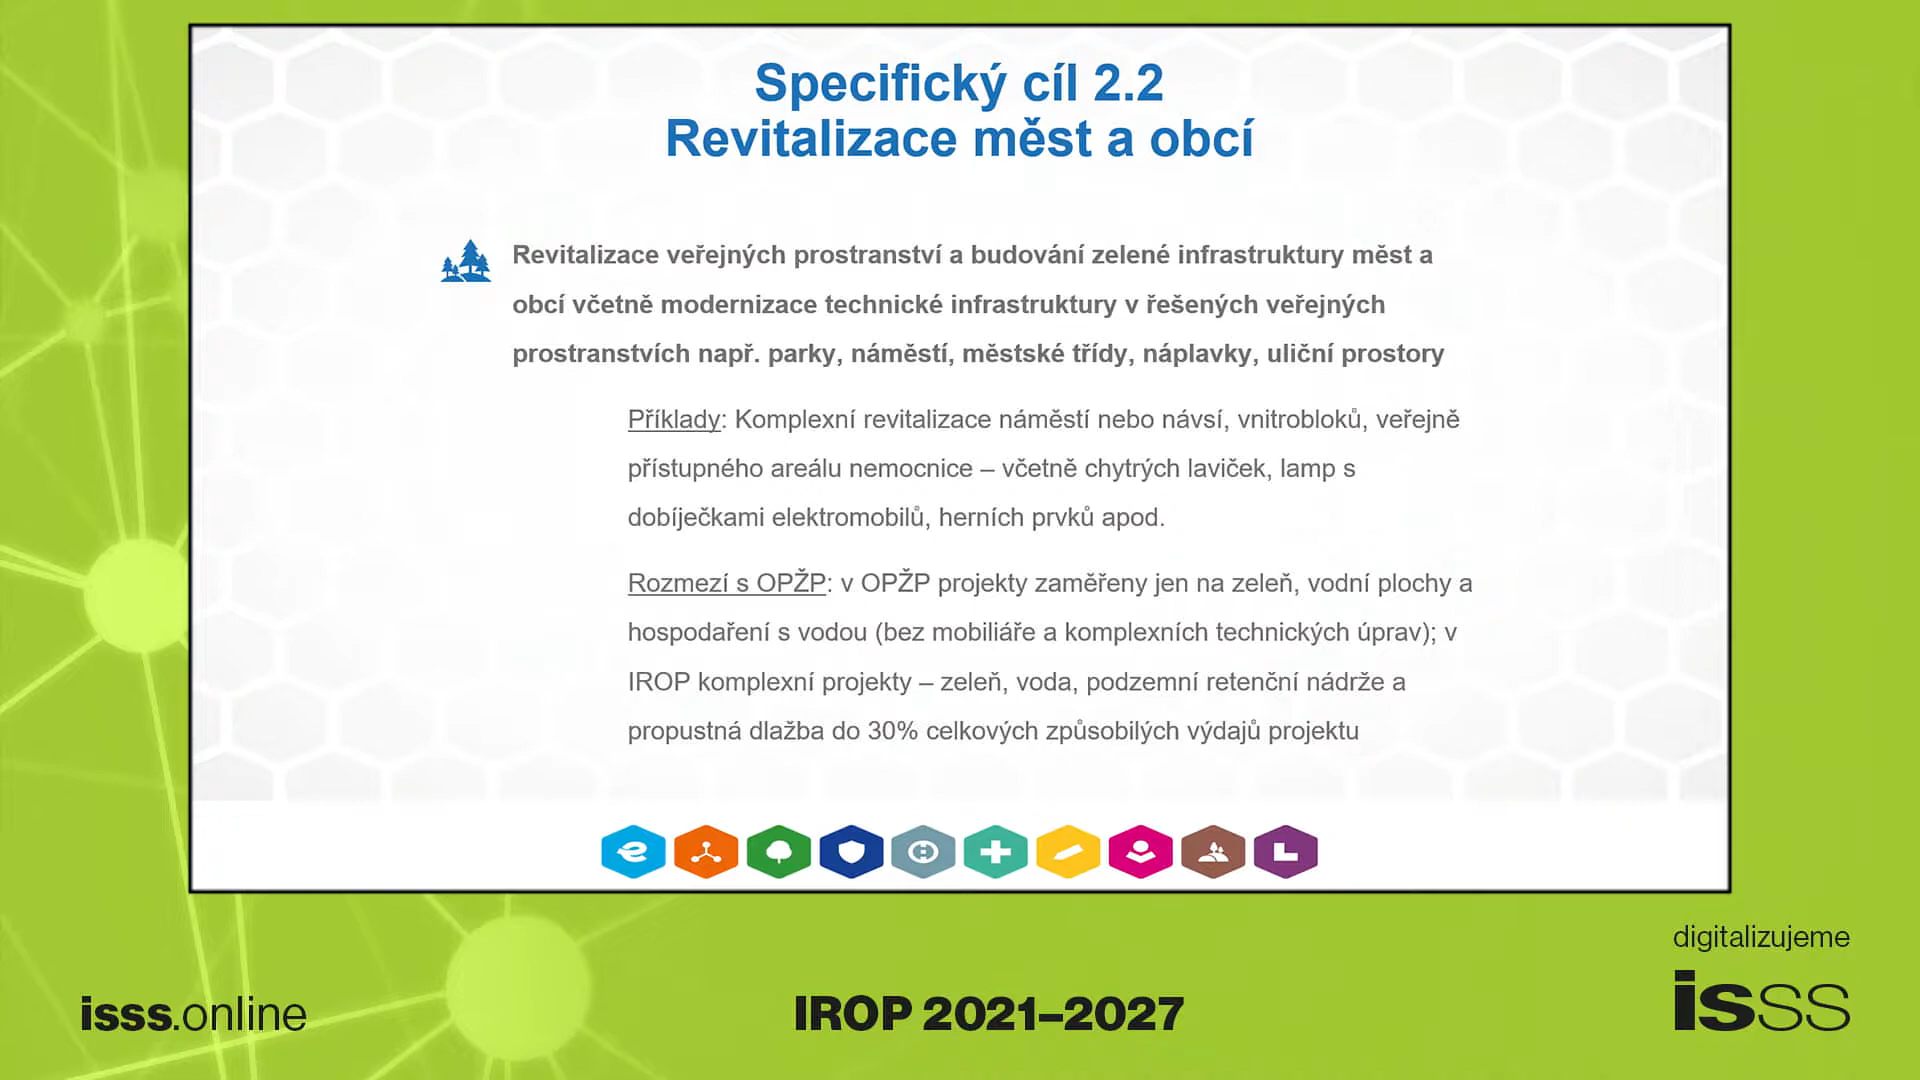 Specifický cíl 2.2
Revitalizace měst a obcí
Revitalizace veřejných prostranství a budování zelené infrastruktury měst a
obcí včetně modernizace technické infrastruktury v řešených veřejných
prostranstvích např. parky, náměstí, městské třídy, náplavky, uliční prostory
Příklady: Komplexní revitalizace náměstí nebo návsí, vnitrobloků, veřejně
přístupného areálu nemocnice – včetně chytrých laviček, lamp s
dobíječkami elektromobilů, herních prvků apod.
Rozmezí s OPŽP: v OPŽP projekty zaměřeny jen na zeleň, vodní plochy a
hospodaření s vodou (bez mobiliáře a komplexních technických úprav); v
IROP komplexní projekty – zeleň, voda, podzemní retenční nádrže a
propustná dlažba do 30% celkových způsobilých výdajů projektu
digitalizujeme
isss.online
IROP 2021–2027
isss